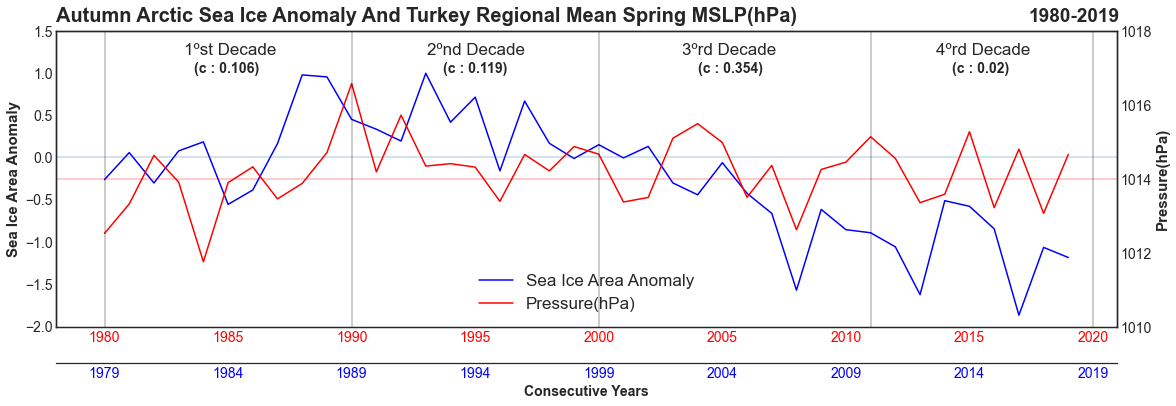 Autumn Arctic Sea Ice Anomaly And Turkey Regional Mean Spring MSLP(hPa) 1980-2019
1ºst Decade 2ºnd Decade 3ºrd Decade 4ºrd Decade
(c : 0.106) (c : 0.119) (c : 0.354) (c : 0.02)
Sea Ice Area Anomaly
1.5
1.0
0.5
0.0
−0.5
−1.0
−1.5
−2.0
Sea Ice Area Anomaly
Pressure(hPa)
1018
1016
1014
1012
1010
Pressure(hPa)
1980 1985 1990 1995 2000 2005 2010 2015 2020
1979 1984 1989 1994 1999 2004 2009 2014 2019
Consecutive Years